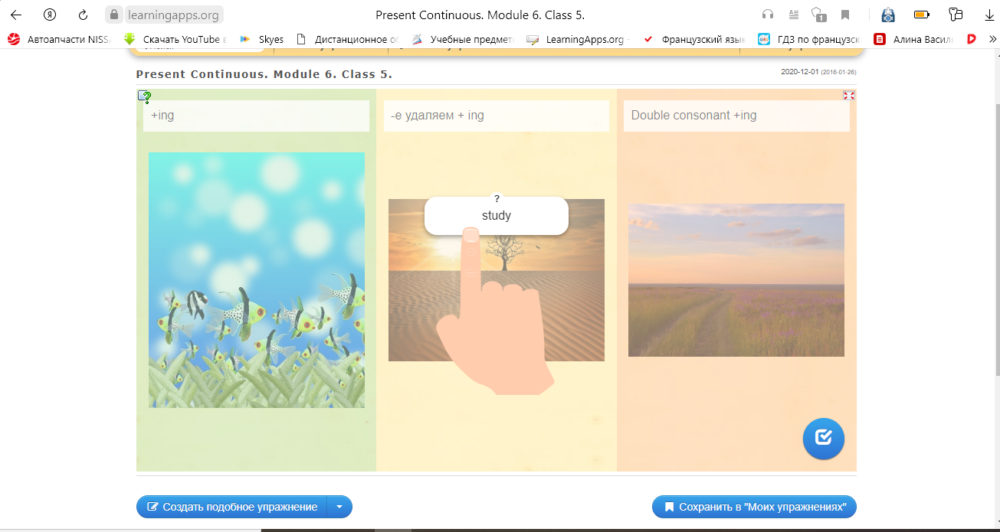 learningapps.org
Present Continuous. Module 6. Class 5.
1
Автоапчасти NISS
Скачать YouTube
Skyes
Дистанционное о
Учебные предмет
LearningApps.org -
Французский язык
ГДЗ по французск
Алина Василь
»
Present Continuous. Module 6. Class 5.
2020-12-01 (2016-01-26)
+ing
-е удаляем + ing
Double consonant +ing
?
study
Создать подобное упражнение
Сохранить в "Моих упражнениях"